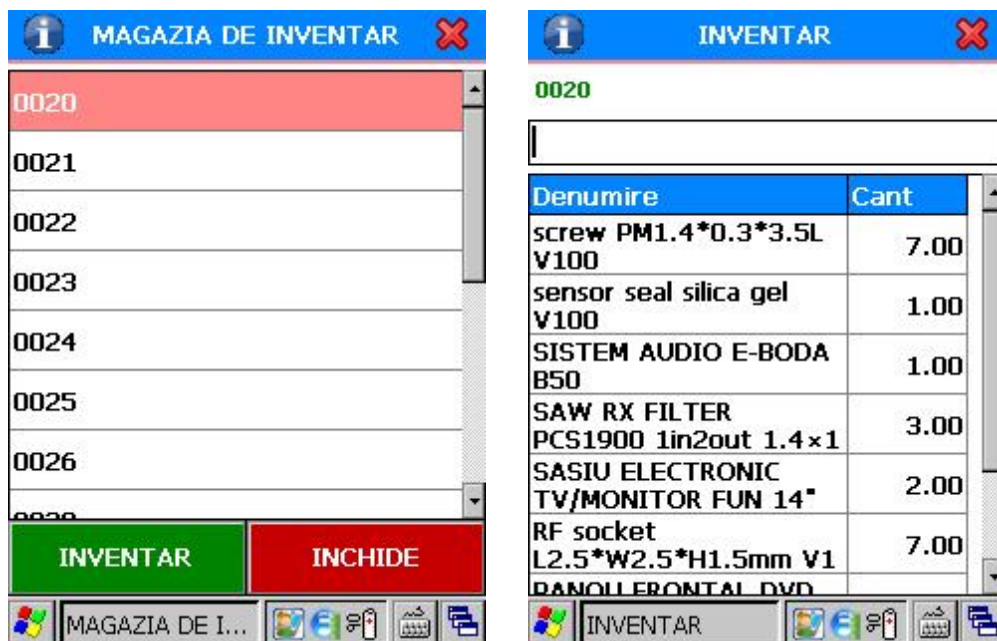 MAGAZIA DE INVENTAR
0020
0021
0022
0023
0024
0025
0026
INVENTAR
INCHIDE
MAGAZIA DE I...
INVENTAR
0020
Denumire
Cant
screw PM1.4*0.3*3.5L
V100
7.00
sensor seal silica gel
V100
1.00
SISTEM AUDIO E-BODA
B50
1.00
SAW RX FILTER
PCS1900 1in2out 1.4×1
3.00
SASIU ELECTRONIC
TV/MONITOR FUN 14"
2.00
RF socket
L2.5*W2.5*H1.5mm V1
7.00
PANOU FRONTAL DVD
INVENTAR